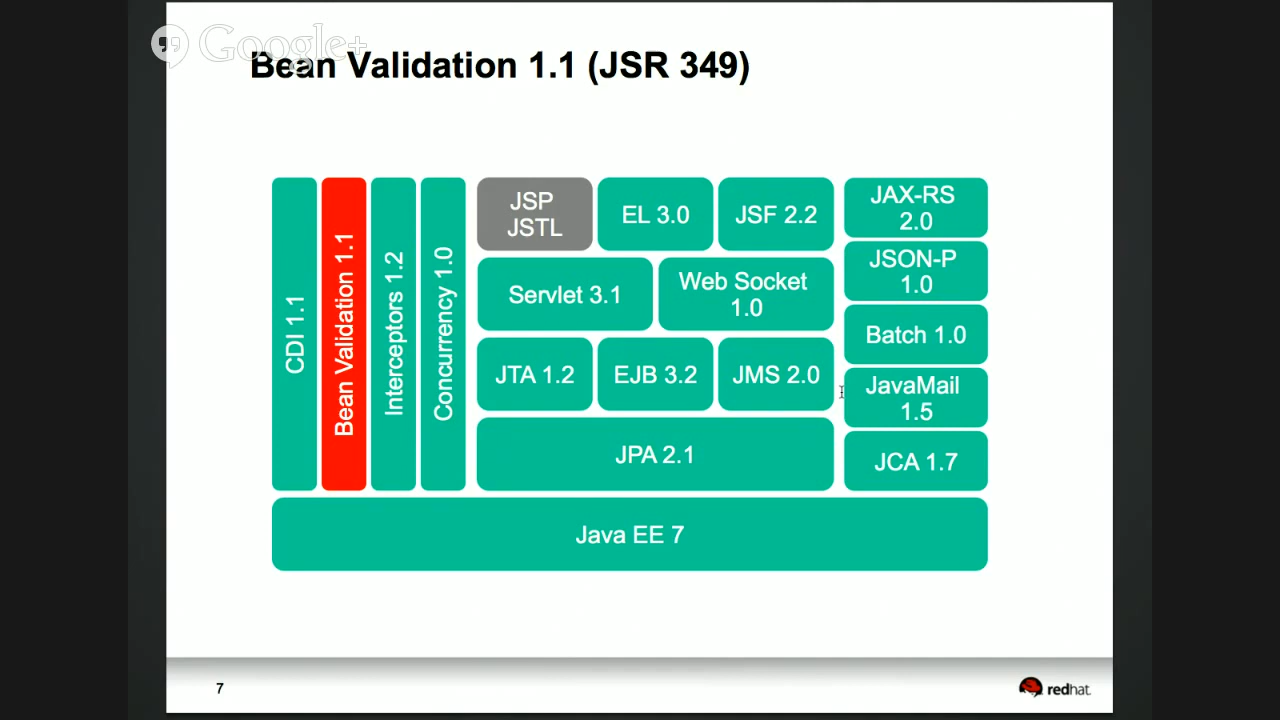 Google+
Bean Validation 1.1 (JSR 349)
CDI 1.1
Bean Validation 1.1
Interceptors 1.2
Concurrency 1.0
JSP
JSTL
EL 3.0
JSF 2.2
Servlet 3.1
Web Socket
1.0
JTA 1.2
EJB 3.2
JMS 2.0
JPA 2.1
JAX-RS
2.0
JSON-P
1.0
Batch 1.0
JavaMail
1.5
JCA 1.7
Java EE 7
7
redhat.